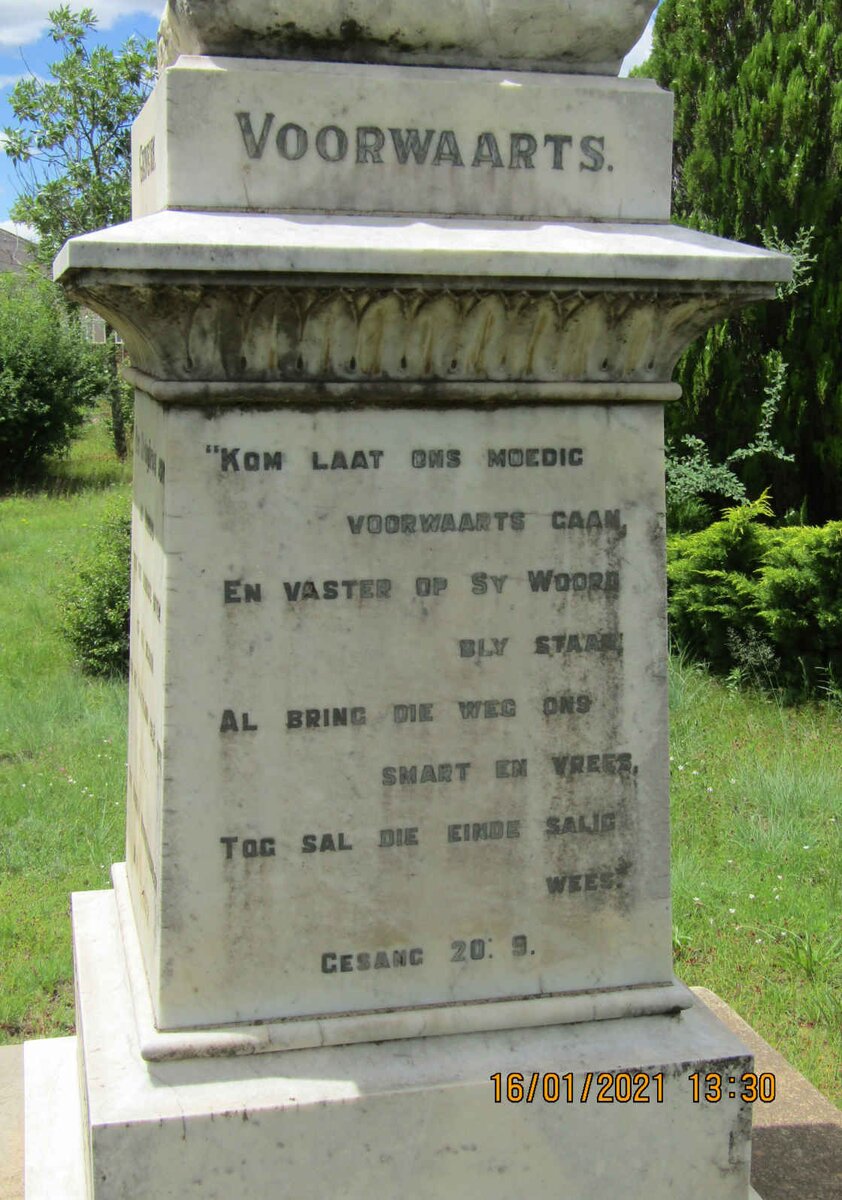 VOORWAARTS.
"KOM LAAT ONS MOEDIG
VOORWAARTS GAAN,
EN VASTER OP SY WOORD
BLY STAAN,
AL BRING DIE WEG ONS
SMART EN VREES,
TOG SAL DIE EINDE SALIG
WEES."
GESANG 20: 9.
16/01/2021 13:30